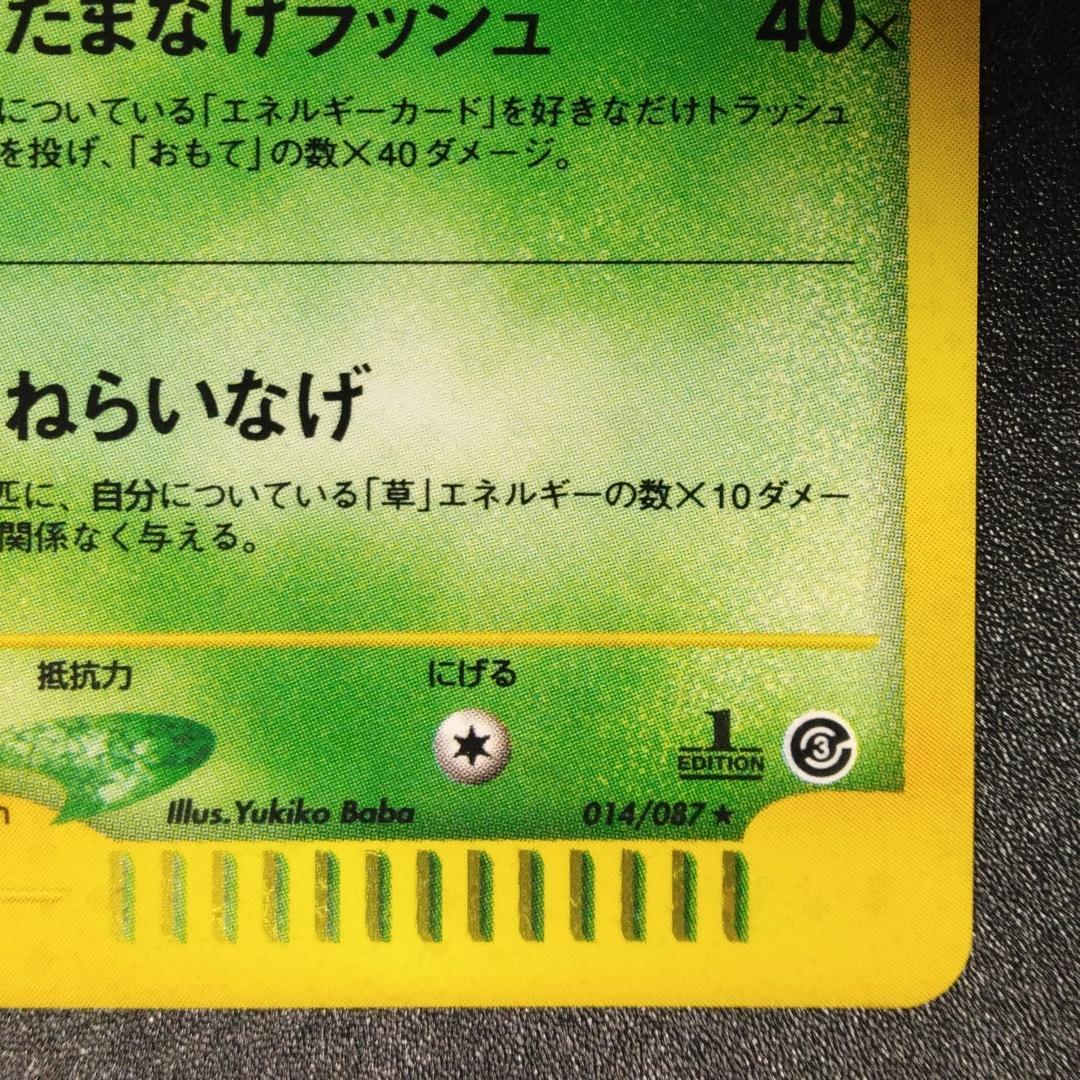 たまなげフラッシュ 40×
についている「エネルギーカード」を好きなだけトラッシュ
を投げ、「おもて」の数×40ダメージ。
ねらいなげ
匹に、自分についている「草」エネルギーの数×10ダメー
関係なく与える。
抵抗力 にげる
1
EDITION
3
Illus. Yukiko Baba 014/087 ★